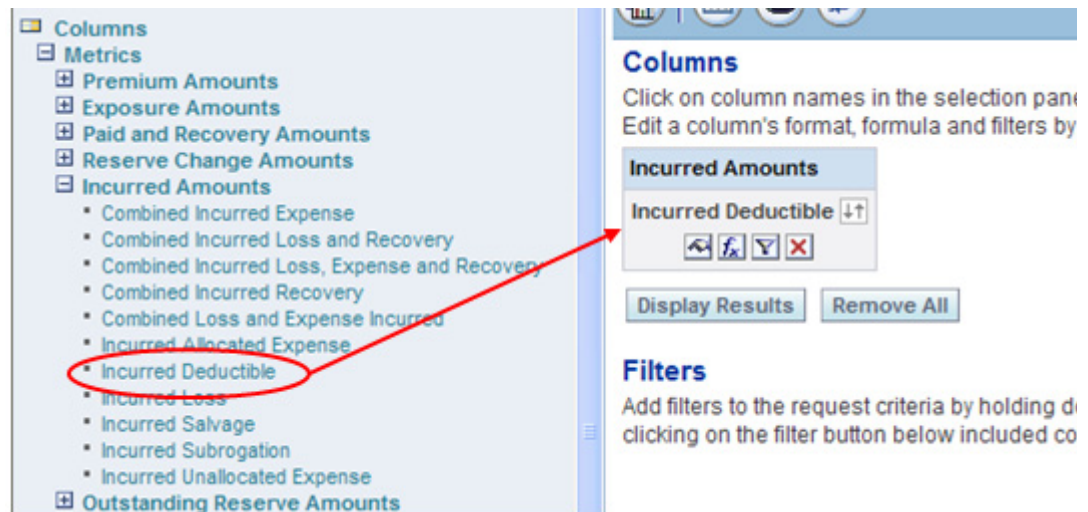 Columns
Metrics
Premium Amounts
Exposure Amounts
Paid and Recovery Amounts
Reserve Change Amounts
Incurred Amounts
Combined Incurred Expense
Combined Incurred Loss and Recovery
Combined Incurred Loss, Expense and Recovery
Combined Incurred Recovery
Combined Loss and Expense Incurred
Incurred Allocated Expense
Incurred Deductible
Incurred Loss
Incurred Salvage
Incurred Subrogation
Incurred Unallocated Expense
Outstanding Reserve Amounts
Columns
Click on column names in the selection pane
Edit a column's format, formula and filters by
Incurred Amounts
Incurred Deductible
fx
Display Results Remove All
Filters
Add filters to the request criteria by holding d
clicking on the filter button below included co